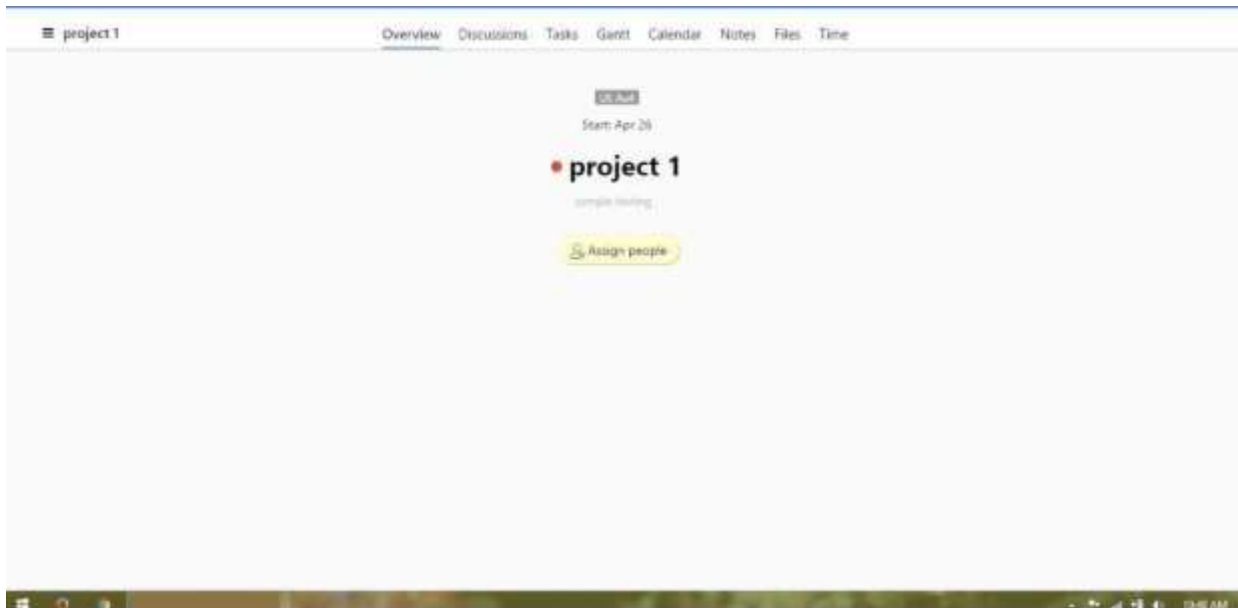 project 1
Overview Discussions Tasks Gantt Calendar Notes Files Time
Start: Apr 26
project 1
Assign people